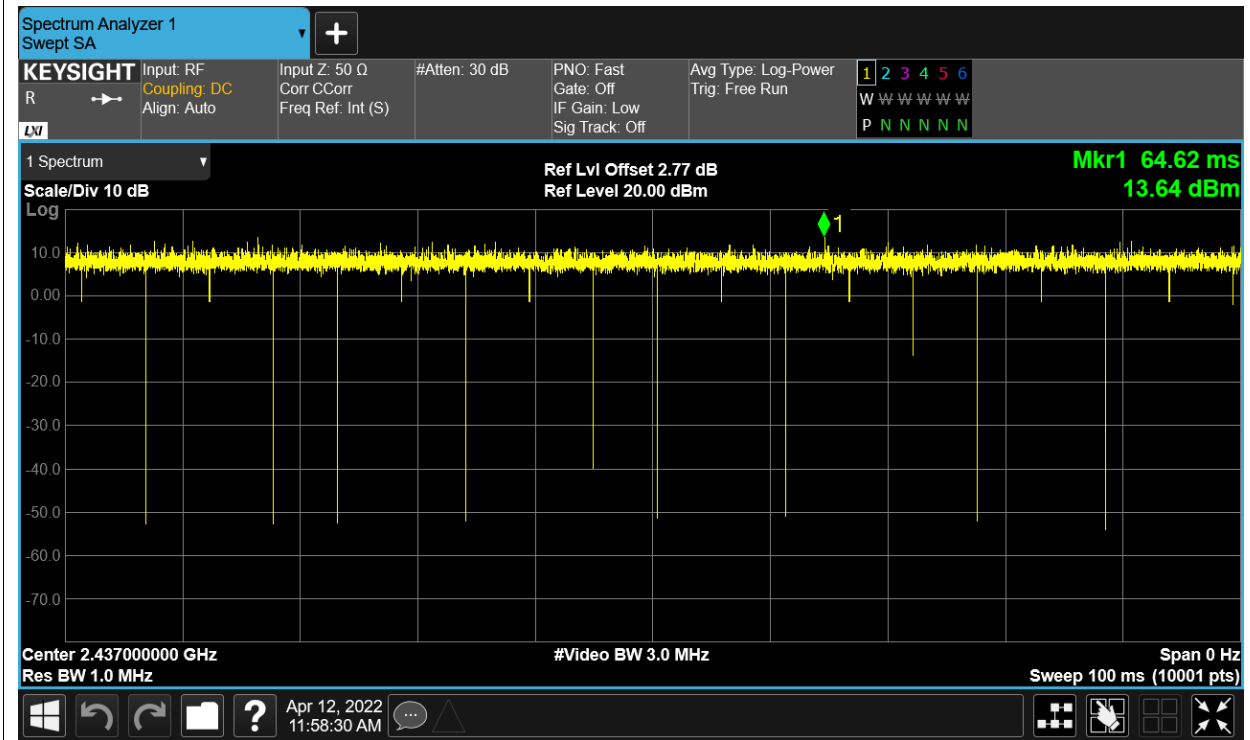 Spectrum Analyzer 1
Swept SA
KEYSIGHT Input: RF Input Z: 50 Ω #Atten: 30 dB PNO: Fast Avg Type: Log-Power 1 2 3 4 5 6
R Coupling: DC Corr CCorr Gate: Off Trig: Free Run W W W W W W
Align: Auto Freq Ref: Int (S) IF Gain: Low
LXI Sig Track: Off P N N N N N
1 Spectrum Ref Lvl Offset 2.77 dB Mkr1 64.62 ms
Scale/Div 10 dB Ref Level 20.00 dBm 13.64 dBm
Log
1
10.0
0.00
-10.0
-20.0
-30.0
-40.0
-50.0
-60.0
-70.0
Center 2.437000000 GHz #Video BW 3.0 MHz Span 0 Hz
Res BW 1.0 MHz Sweep 100 ms (10001 pts)
? Apr 12, 2022
11:58:30 AM